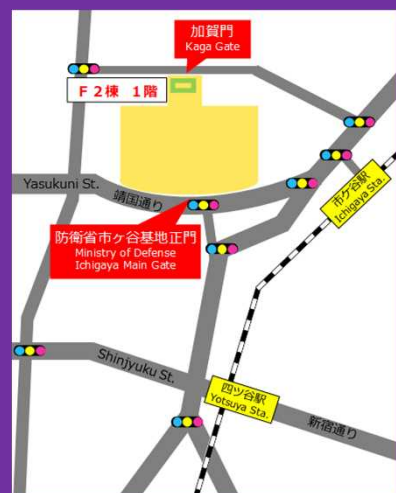 加賀門
Kaga Gate
F2棟 1階
Yasukuni St.
靖国通り
市ヶ谷駅
Ichigaya Sta.
防衛省市ヶ谷基地正門
Ministry of Defense
Ichigaya Main Gate
Shinjyuku St.
四ツ谷駅
Yotsuya Sta.
新宿通り